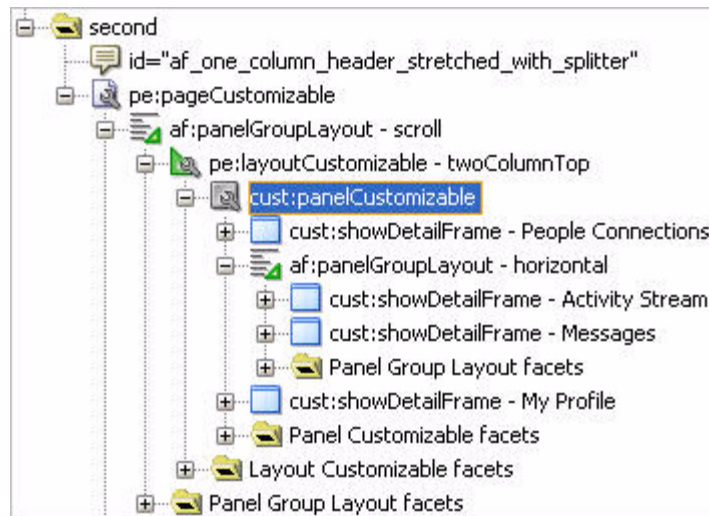 second
id="af_one_column_header_stretched_with_splitter"
pe:pageCustomizable
af:panelGroupLayout - scroll
pe:layoutCustomizable - twoColumnTop
cust:panelCustomizable
cust:showDetailFrame - People Connections
af:panelGroupLayout - horizontal
cust:showDetailFrame - Activity Stream
cust:showDetailFrame - Messages
Panel Group Layout facets
cust:showDetailFrame - My Profile
Panel Customizable facets
Layout Customizable facets
Panel Group Layout facets